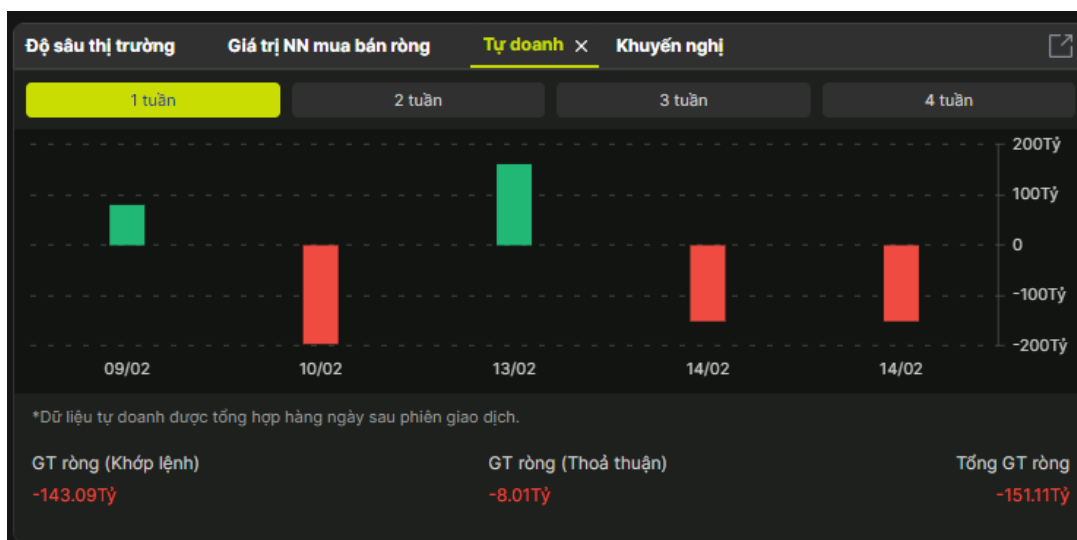 Độ sâu thị trường Giá trị NN mua bán ròng Tự doanh × Khuyến nghị
1 tuần 2 tuần 3 tuần 4 tuần
200Tỷ
100Tỷ
0
-100Tỷ
-200Tỷ
09/02 10/02 13/02 14/02 14/02
*Dữ liệu tự doanh được tổng hợp hàng ngày sau phiên giao dịch.
GT ròng (Khớp lệnh) GT ròng (Thoả thuận) Tổng GT ròng
-143.09Tỷ -8.01Tỷ -151.11Tỷ